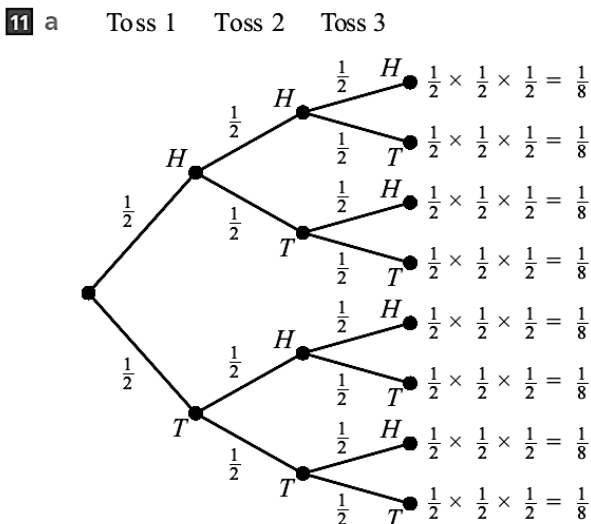 11 a Toss 1 Toss 2 Toss 3
1/2 H 1/2 × 1/2 × 1/2 = 1/8
H
1/2
1/2 T 1/2 × 1/2 × 1/2 = 1/8
H
1/2 H 1/2 × 1/2 × 1/2 = 1/8
1/2 1/2
T
1/2 T 1/2 × 1/2 × 1/2 = 1/8
1/2 H 1/2 × 1/2 × 1/2 = 1/8
H
1/2 1/2
1/2 T 1/2 × 1/2 × 1/2 = 1/8
T
1/2 H 1/2 × 1/2 × 1/2 = 1/8
1/2
T
1/2 T 1/2 × 1/2 × 1/2 = 1/8